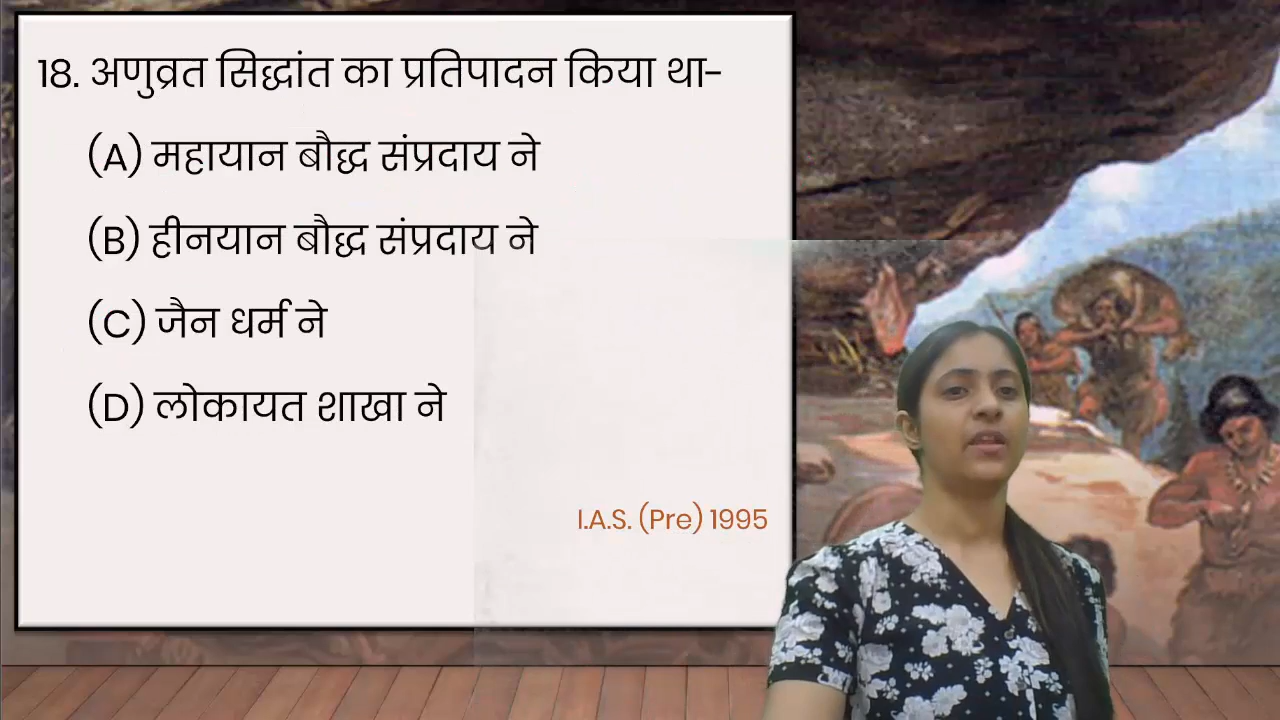 18. अणुव्रत सिद्धांत का प्रतिपादन किया था-
(A) महायान बौद्ध संप्रदाय ने
(B) हीनयान बौद्ध संप्रदाय ने
(C) जैन धर्म ने
(D) लोकायत शाखा ने
I.A.S. (Pre) 1995